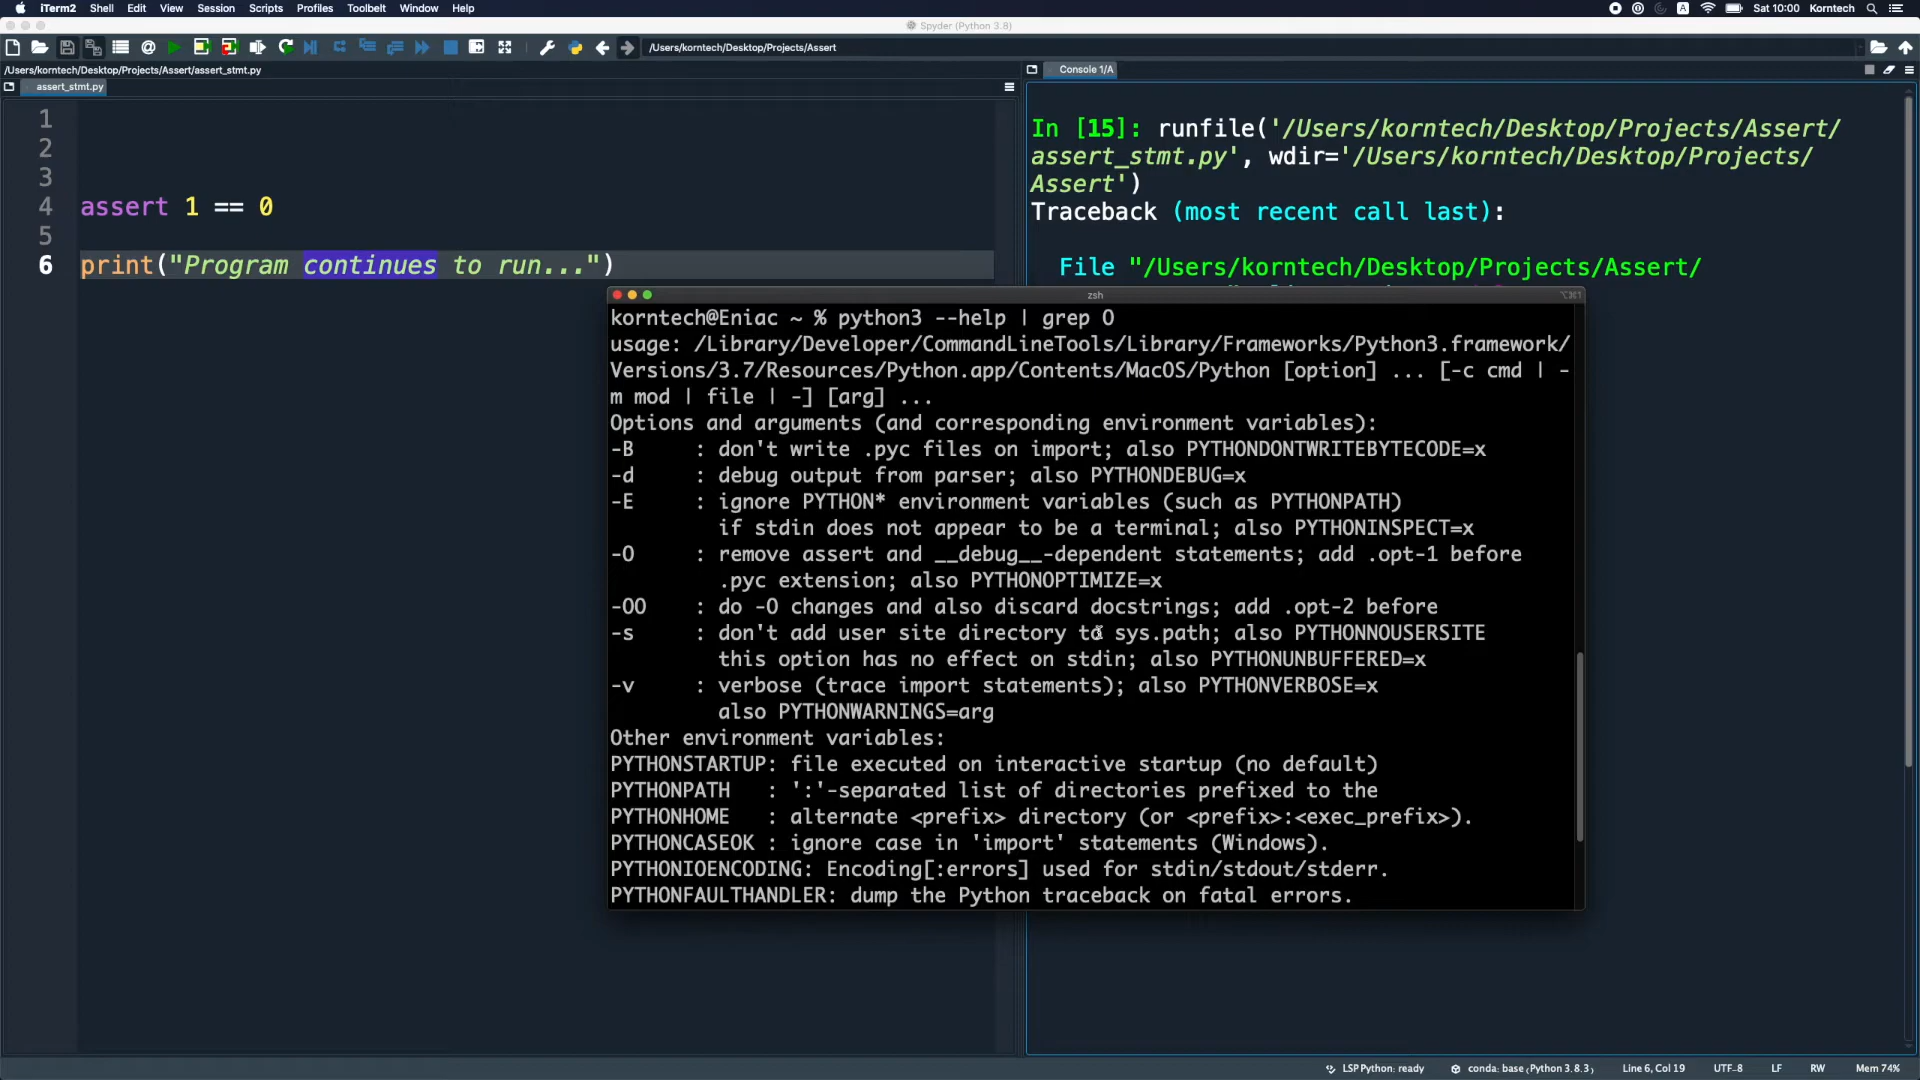 iTerm2 Shell Edit View Session Scripts Profiles Toolbelt Window Help
A Sat 10:00 Korntech
Spyder (Python 3.8)
/Users/korntech/Desktop/Projects/Assert
/Users/korntech/Desktop/Projects/Assert/assert_stmt.py
assert_stmt.py
1
2
3
4 assert 1 == 0
5
6 print("Program continues to run...")
Console 1/A
In [15]: runfile('/Users/korntech/Desktop/Projects/Assert/
assert_stmt.py', wdir='/Users/korntech/Desktop/Projects/
Assert')
Traceback (most recent call last):
File "/Users/korntech/Desktop/Projects/Assert/
zsh
⌥⌘1
korntech@Eniac ~ % python3 --help | grep O
usage: /Library/Developer/CommandLineTools/Library/Frameworks/Python3.framework/
Versions/3.7/Resources/Python.app/Contents/MacOS/Python [option] ... [-c cmd | -
m mod | file | -] [arg] ...
Options and arguments (and corresponding environment variables):
-B : don't write .pyc files on import; also PYTHONDONTWRITEBYTECODE=x
-d : debug output from parser; also PYTHONDEBUG=x
-E : ignore PYTHON* environment variables (such as PYTHONPATH)
if stdin does not appear to be a terminal; also PYTHONINSPECT=x
-O : remove assert and __debug__-dependent statements; add .opt-1 before
.pyc extension; also PYTHONOPTIMIZE=x
-OO : do -O changes and also discard docstrings; add .opt-2 before
-s : don't add user site directory to sys.path; also PYTHONNOUSERSITE
this option has no effect on stdin; also PYTHONUNBUFFERED=x
-v : verbose (trace import statements); also PYTHONVERBOSE=x
also PYTHONWARNINGS=arg
Other environment variables:
PYTHONSTARTUP: file executed on interactive startup (no default)
PYTHONPATH : ':'-separated list of directories prefixed to the
PYTHONHOME : alternate <prefix> directory (or <prefix>:<exec_prefix>).
PYTHONCASEOK : ignore case in 'import' statements (Windows).
PYTHONIOENCODING: Encoding[:errors] used for stdin/stdout/stderr.
PYTHONFAULTHANDLER: dump the Python traceback on fatal errors.
LSP Python: ready conda: base (Python 3.8.3) Line 6, Col 19 UTF-8 LF RW Mem 74%